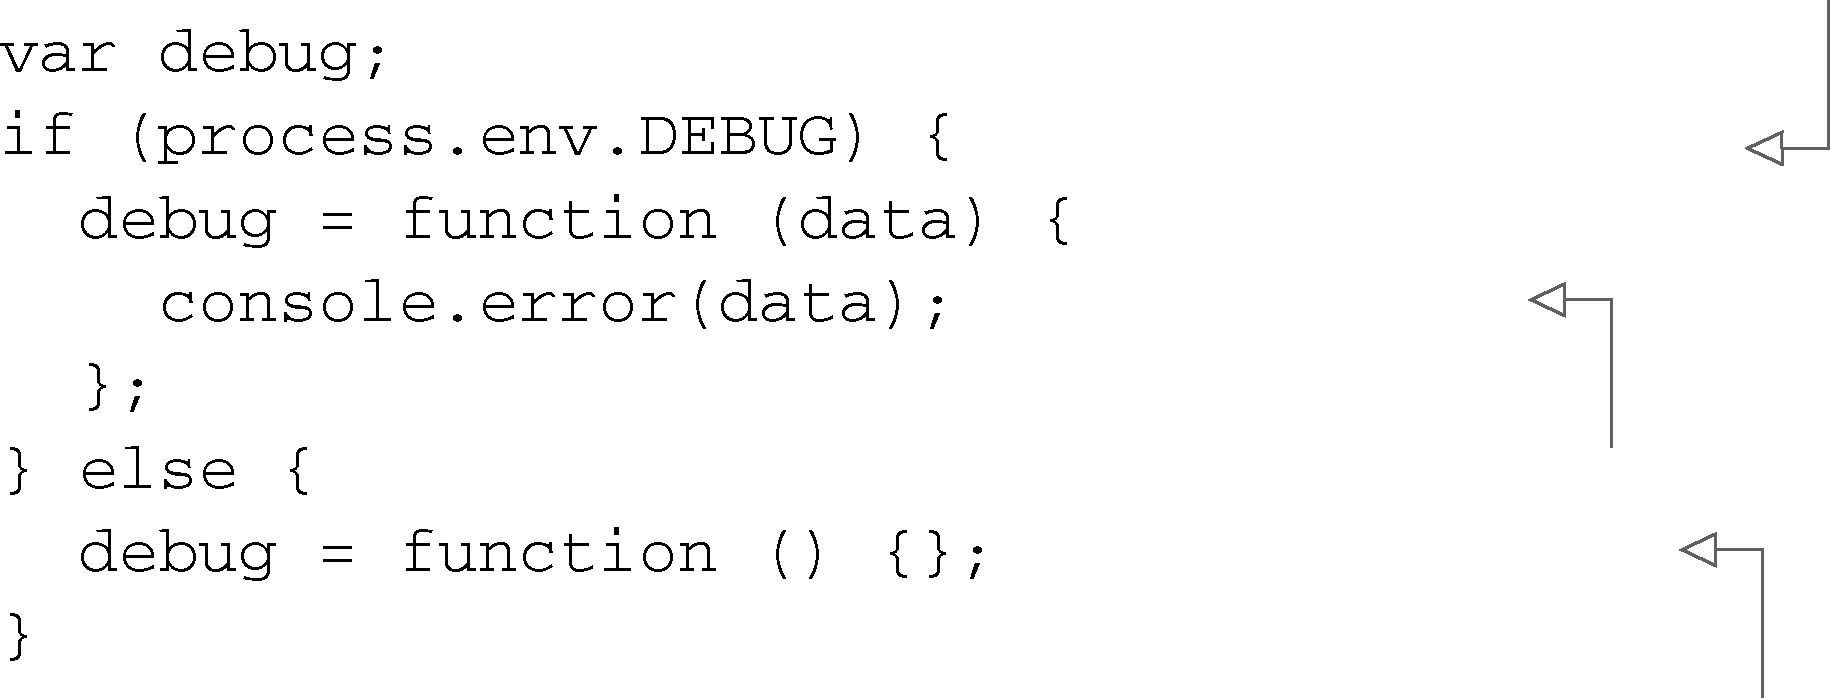 var debug;
if (process.env.DEBUG) {
  debug = function (data) {
    console.error(data);
  };
} else {
  debug = function () {};
}